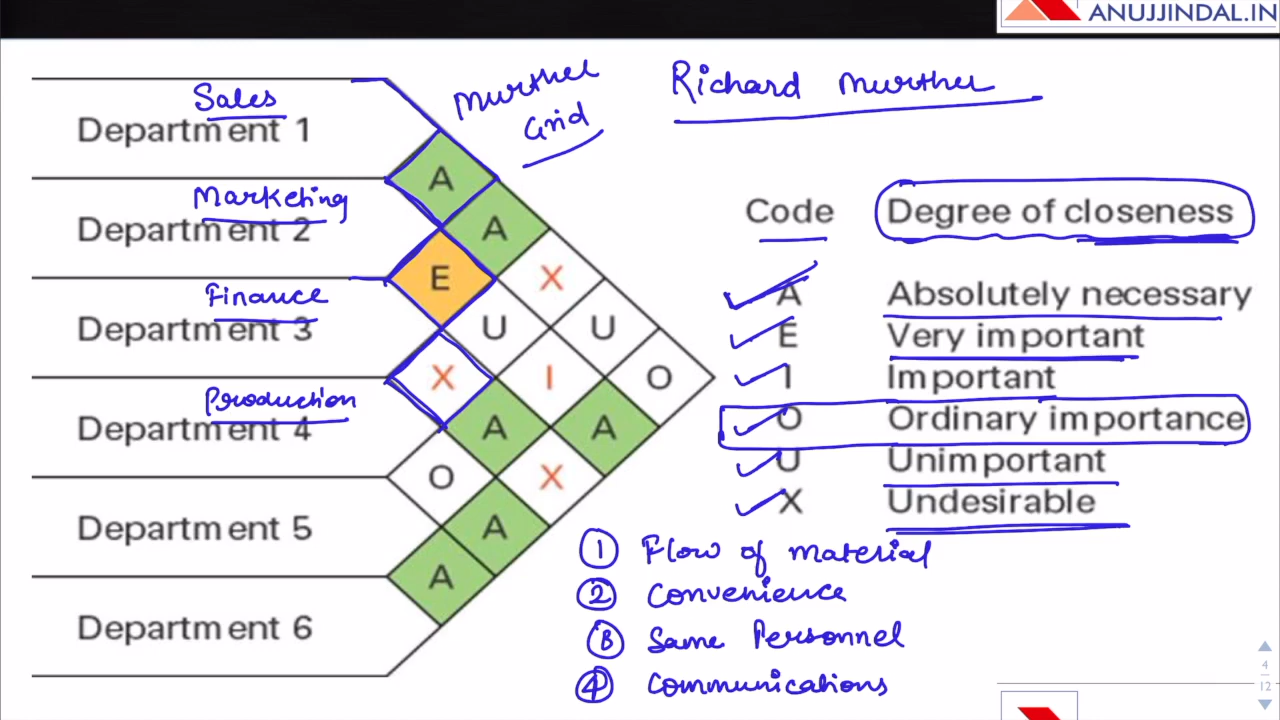 ANUJJINDAL.IN
Murther
Grid
Richard Murther
Sales
Department 1
Marketing
Department 2
Finance
Department 3
Production
Department 4
Department 5
Department 6
A
A
E
X
U
U
X
I
O
A
A
O
X
A
A
Code Degree of closeness
A Absolutely necessary
E Very important
I Important
O Ordinary importance
U Unimportant
X Undesirable
1 Flow of material
2 Convenience
3 Same Personnel
4 Communications
4
12